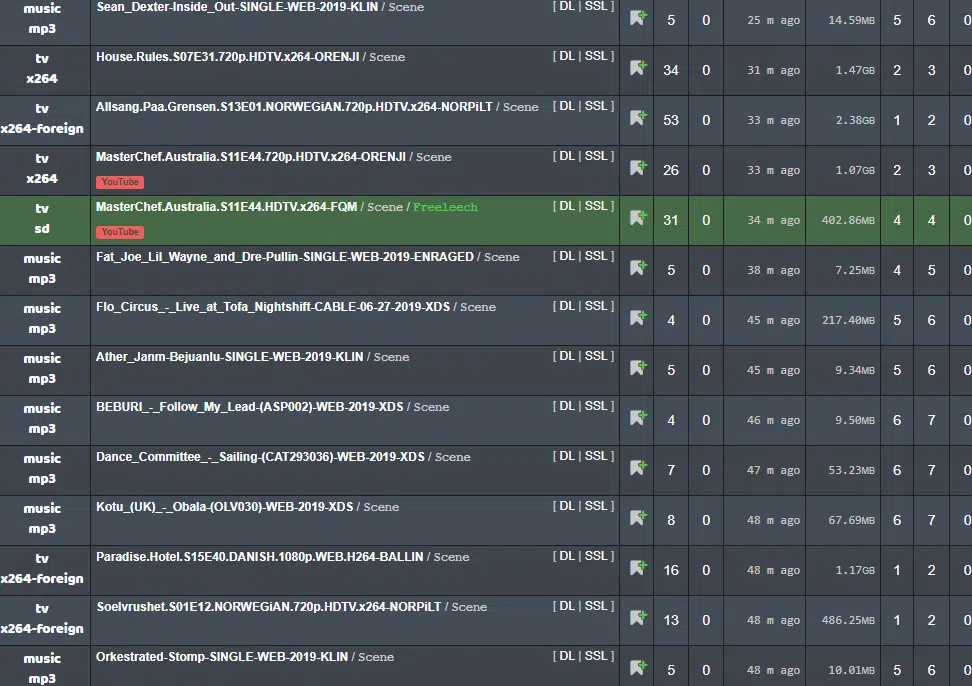 music mp3 Sean_Dexter-Inside_Out-SINGLE-WEB-2019-KLIN / Scene [ DL | SSL ] 5 0 25 m ago 14.59MB 5 6 0
tv x264 House.Rules.S07E31.720p.HDTV.x264-ORENJI / Scene [ DL | SSL ] 34 0 31 m ago 1.47GB 2 3 0
tv x264-foreign Allsang.Paa.Grensen.S13E01.NORWEGiAN.720p.HDTV.x264-NORPiLT / Scene [ DL | SSL ] 53 0 33 m ago 2.38GB 1 2 0
tv x264 MasterChef.Australia.S11E44.720p.HDTV.x264-ORENJI / Scene [ DL | SSL ] 26 0 33 m ago 1.07GB 2 3 0
YouTube
tv sd MasterChef.Australia.S11E44.HDTV.x264-FQM / Scene / Freeleech [ DL | SSL ] 31 0 34 m ago 402.86MB 4 4 0
YouTube
music mp3 Fat_Joe_Lil_Wayne_and_Dre-Pullin-SINGLE-WEB-2019-ENRAGED / Scene [ DL | SSL ] 5 0 38 m ago 7.25MB 4 5 0
music mp3 Flo_Circus_-_Live_at_Tofa_Nightshift-CABLE-06-27-2019-XDS / Scene [ DL | SSL ] 4 0 45 m ago 217.40MB 5 6 0
music mp3 Ather_Janm-Bejuanlu-SINGLE-WEB-2019-KLIN / Scene [ DL | SSL ] 5 0 45 m ago 9.34MB 5 6 0
music mp3 BEBURI_-_Follow_My_Lead-(ASP002)-WEB-2019-XDS / Scene [ DL | SSL ] 4 0 46 m ago 9.50MB 6 7 0
music mp3 Dance_Committee_-_Sailing-(CAT293036)-WEB-2019-XDS / Scene [ DL | SSL ] 7 0 47 m ago 53.23MB 6 7 0
music mp3 Kotu_(UK)_-_Obala-(OLV030)-WEB-2019-XDS / Scene [ DL | SSL ] 8 0 48 m ago 67.69MB 6 7 0
tv x264-foreign Paradise.Hotel.S15E40.DANISH.1080p.WEB.H264-BALLIN / Scene [ DL | SSL ] 16 0 48 m ago 1.17GB 1 2 0
tv x264-foreign Soelvrushet.S01E12.NORWEGiAN.720p.HDTV.x264-NORPiLT / Scene [ DL | SSL ] 13 0 48 m ago 486.25MB 1 2 0
music mp3 Orkestrated-Stomp-SINGLE-WEB-2019-KLIN / Scene [ DL | SSL ] 5 0 48 m ago 10.01MB 5 6 0